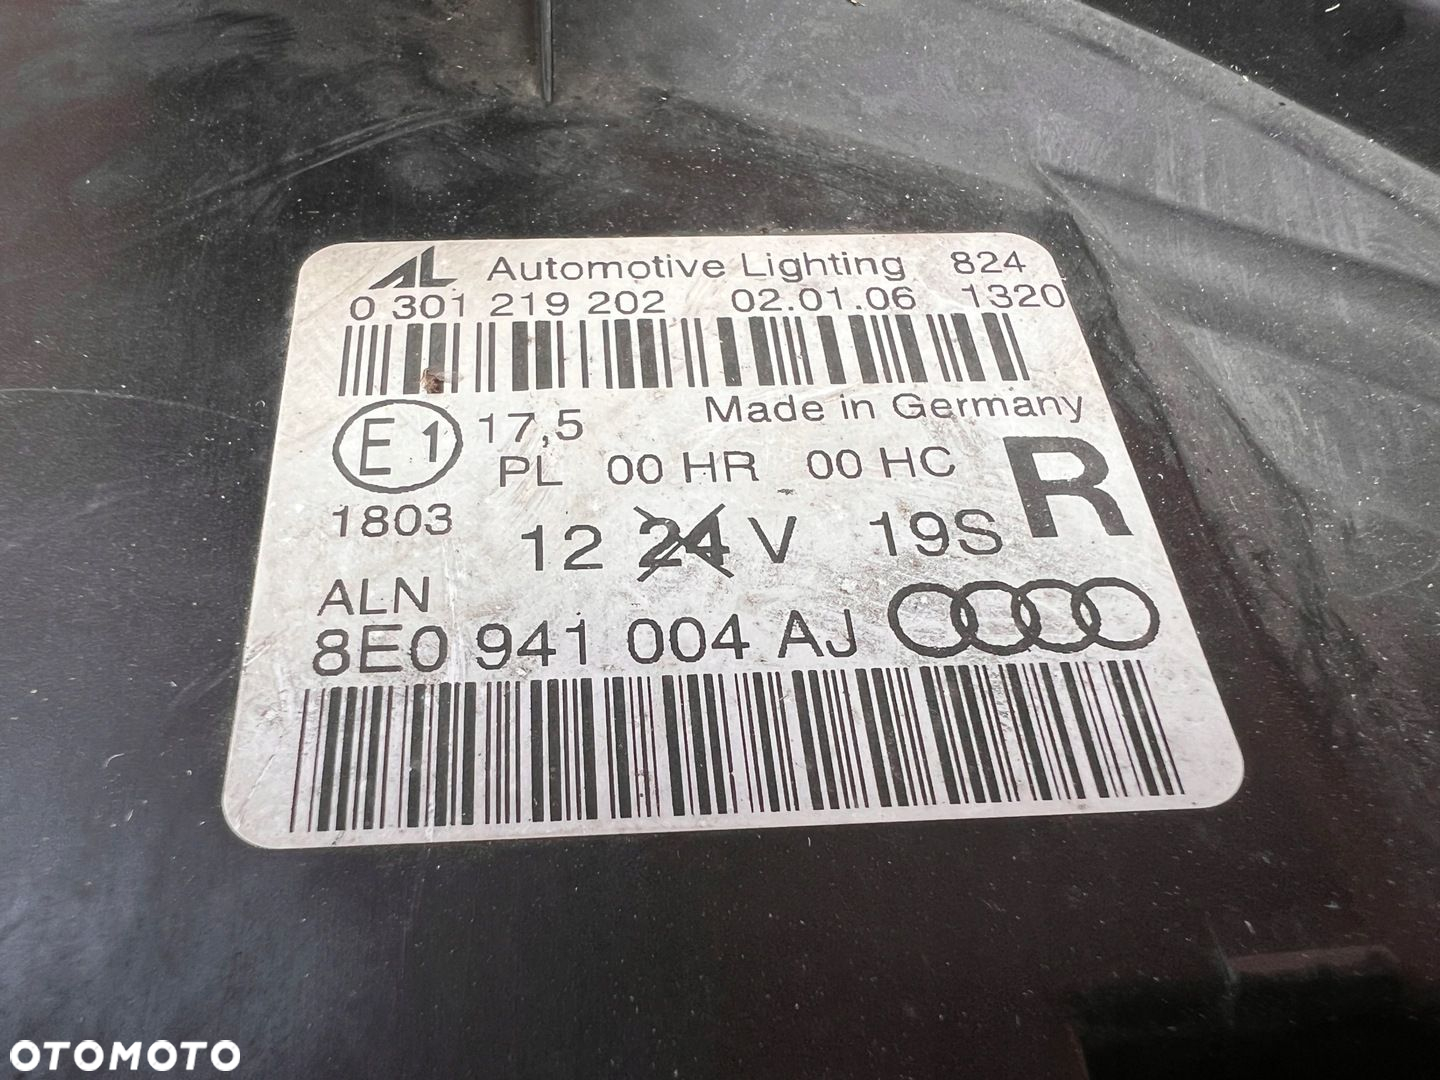 AL Automotive Lighting 824
0 301 219 202 02.01.06 1320
Made in Germany
E1 17,5
PL 00 HR 00 HC R
1803
12 24 V 19S
ALN
8E0 941 004 AJ
OTOMOTO